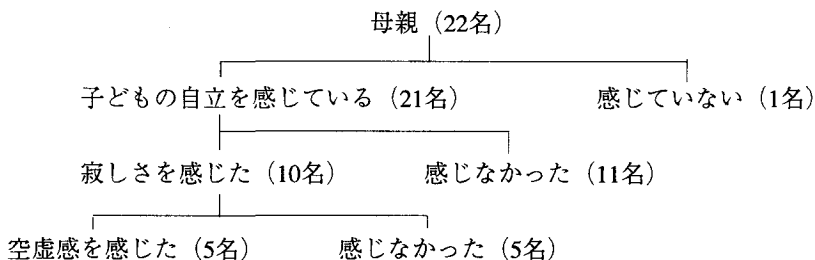 母親（22名）
子どもの自立を感じている（21名） 感じていない（1名）
寂しさを感じた（10名） 感じなかった（11名）
空虚感を感じた（5名） 感じなかった（5名）